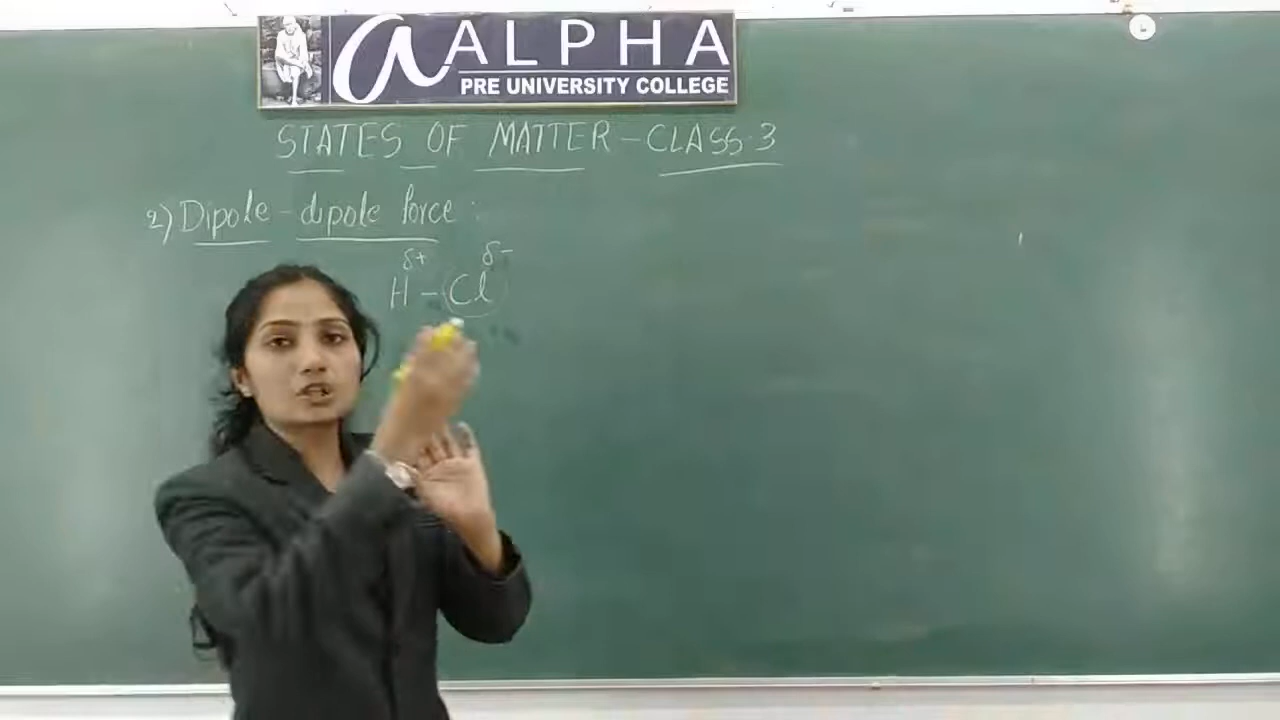 ALPHA
PRE UNIVERSITY COLLEGE
STATES OF MATTER - CLASS-3
2) Dipole - dipole force :
δ+ δ-
H - Cl